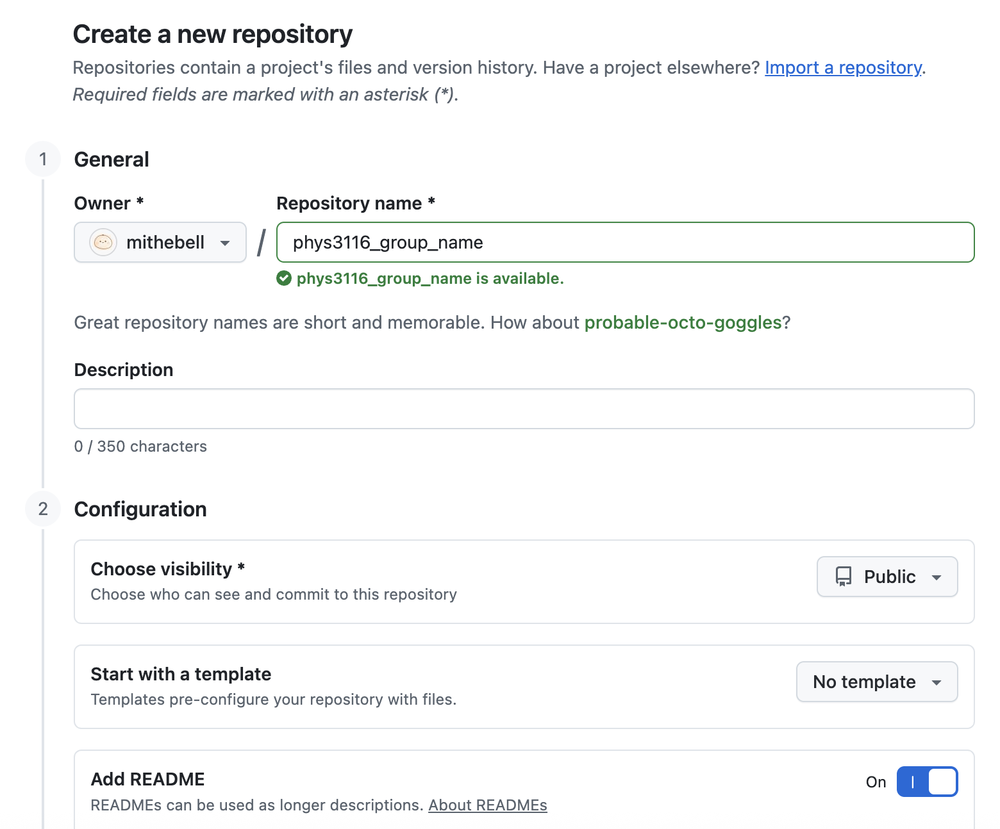 Create a new repository
Repositories contain a project's files and version history. Have a project elsewhere? Import a repository.
Required fields are marked with an asterisk (*).
1 General
Owner * Repository name *
mithebell / phys3116_group_name
phys3116_group_name is available.
Great repository names are short and memorable. How about probable-octo-goggles?
Description
0 / 350 characters
2 Configuration
Choose visibility *
Choose who can see and commit to this repository
Public
Start with a template
Templates pre-configure your repository with files.
No template
Add README
READMEs can be used as longer descriptions. About READMEs
On